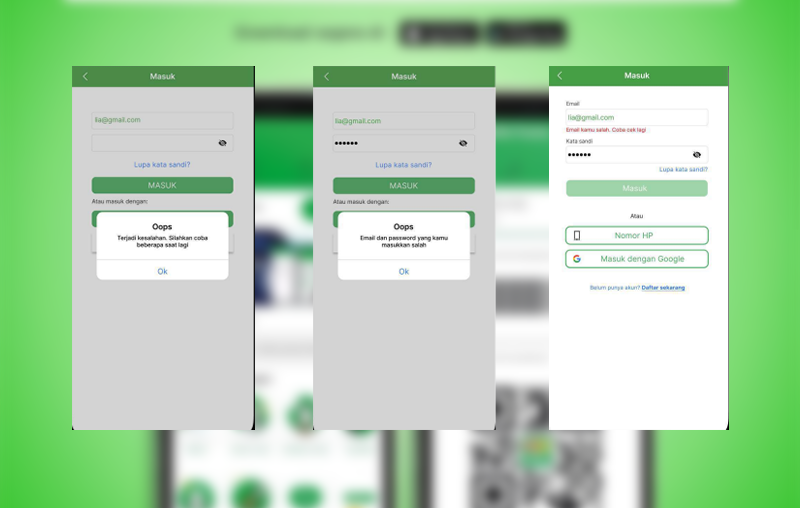 Masuk
lia@gmail.com
Lupa kata sandi?
MASUK
Atau masuk dengan:
Oops
Terjadi kesalahan. Silahkan coba
beberapa saat lagi
Ok
Masuk
lia@gmail.com
••••••
Lupa kata sandi?
MASUK
Atau masuk dengan:
Oops
Email dan password yang kamu
masukkan salah
Ok
Masuk
Email
lia@gmail.com
Email kamu salah. Coba cek lagi
Kata sandi
••••••
Lupa kata sandi?
Masuk
Atau
Nomor HP
Masuk dengan Google
Belum punya akun? Daftar sekarang